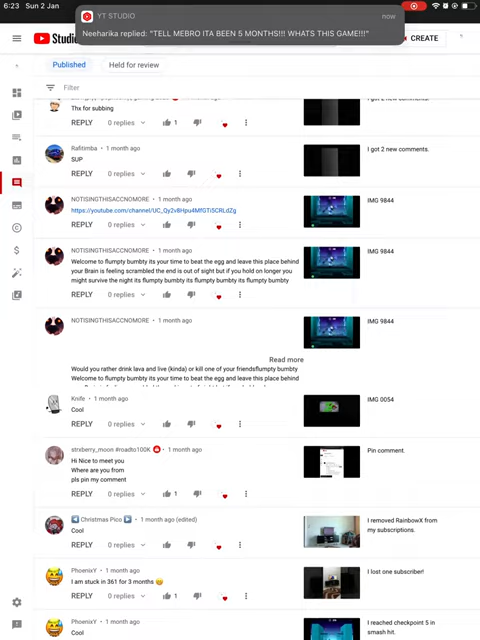 6:23 Sun 2 Jan
YT STUDIO
now
Neeharika replied: "TELL MEBRO ITA BEEN 5 MONTHS!!! WHATS THIS GAME!!!"
Studio
CREATE
Published
Held for review
Filter
I got 2 new comments.
Thx for subbing
REPLY 0 replies 1
Rafitimba • 1 month ago
I got 2 new comments.
SUP
REPLY 0 replies
NOTISINGTHISACCNOMORE • 1 month ago
IMG 9844
REPLY 0 replies
NOTISINGTHISACCNOMORE • 1 month ago
IMG 9844
Welcome to flumpty bumbty its your time to beat the egg and leave this place behind
your Brain is feeling scrambled the end is out of sight but if you hold on longer you
might survive the night its flumpty bumbty its flumpty bumbty its flumpty bumbty
REPLY 0 replies 1
NOTISINGTHISACCNOMORE • 1 month ago
IMG 9844
Read more
Would you rather drink lava and live (kinda) or kill one of your friendsflumpty bumbty
Welcome to flumpty bumbty its your time to beat the egg and leave this place behind
Knife • 1 month ago
IMG 0054
Cool
REPLY 0 replies
strxberry_moon #roadto100K • 1 month ago
Pin comment.
Hi Nice to meet you
Where are you from
pls pin my comment
REPLY 0 replies 1
Christmas Pico • 1 month ago (edited)
I removed RainbowX from
my subscriptions.
Cool
REPLY 0 replies
PhoenixY • 1 month ago
I lost one subscriber!
I am stuck in 361 for 3 months 😥
REPLY 0 replies 1
PhoenixY • 1 month ago
I reached checkpoint 5 in
smash hit.
Cool